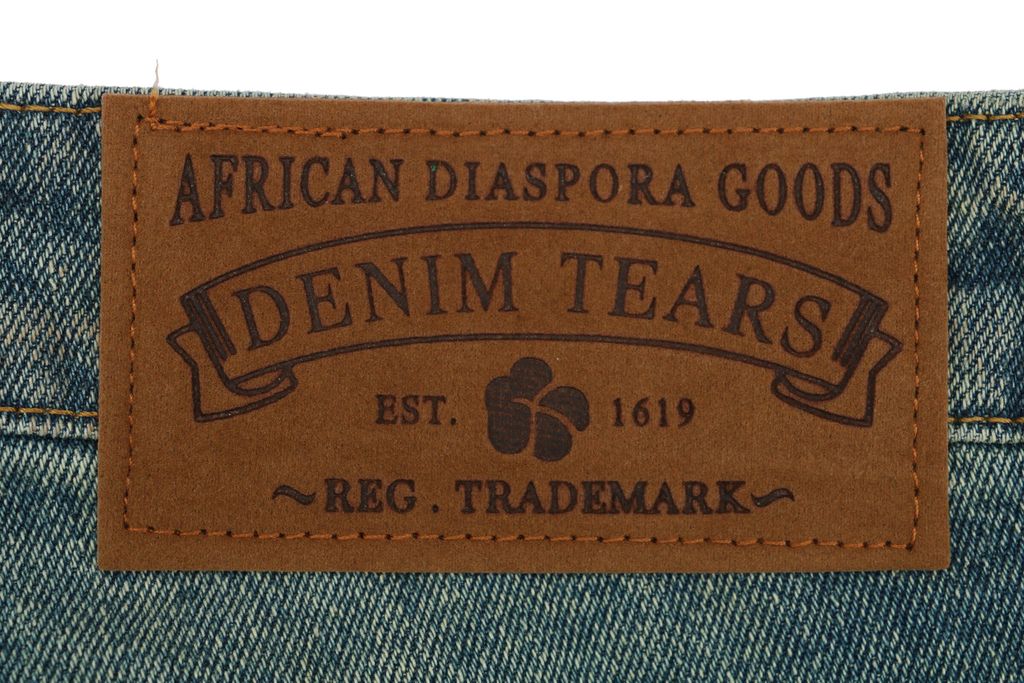 AFRICAN DIASPORA GOODS
DENIM TEARS
EST. 1619
~REG. TRADEMARK~